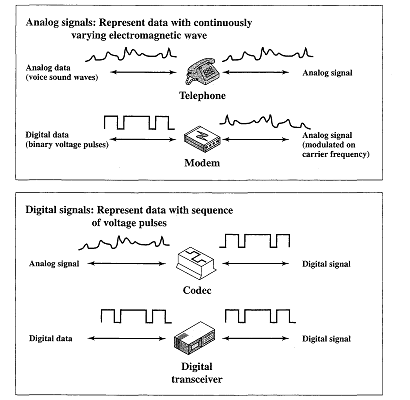 Analog signals: Represent data with continuously
varying electromagnetic wave
Analog data
(voice sound waves)
Analog signal
Telephone
Digital data
(binary voltage pulses)
Analog signal
(modulated on
carrier frequency)
Modem
Digital signals: Represent data with sequence
of voltage pulses
Analog signal
Digital signal
Codec
Digital data
Digital signal
Digital
transceiver